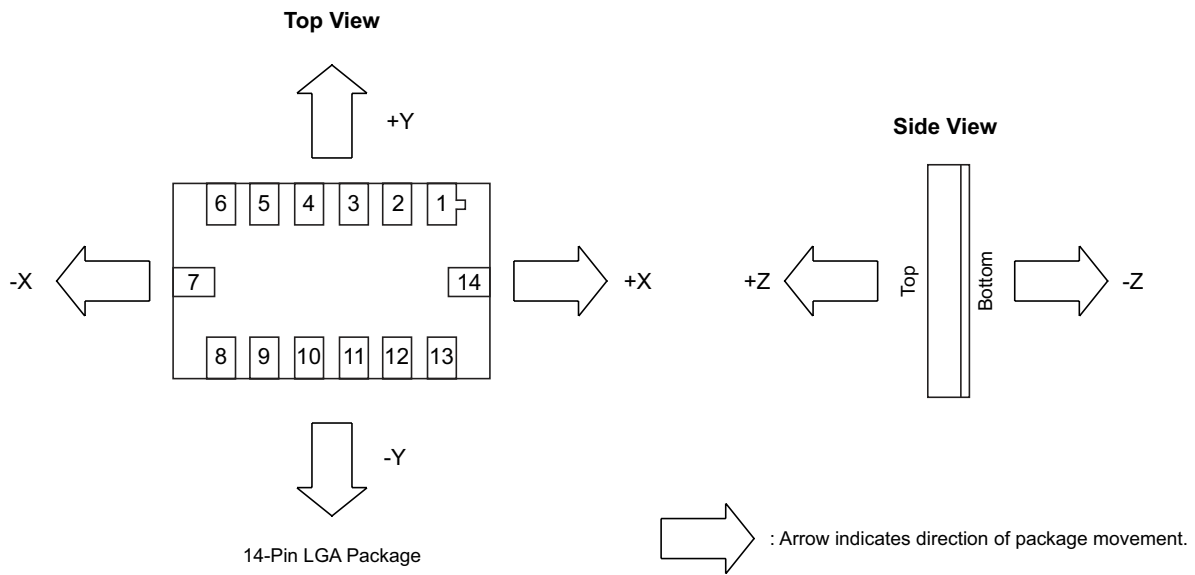 Top View
+Y
Side View
6 5 4 3 2 1
-X
7
14
+X
+Z
Top
Bottom
-Z
8 9 10 11 12 13
-Y
14-Pin LGA Package
: Arrow indicates direction of package movement.